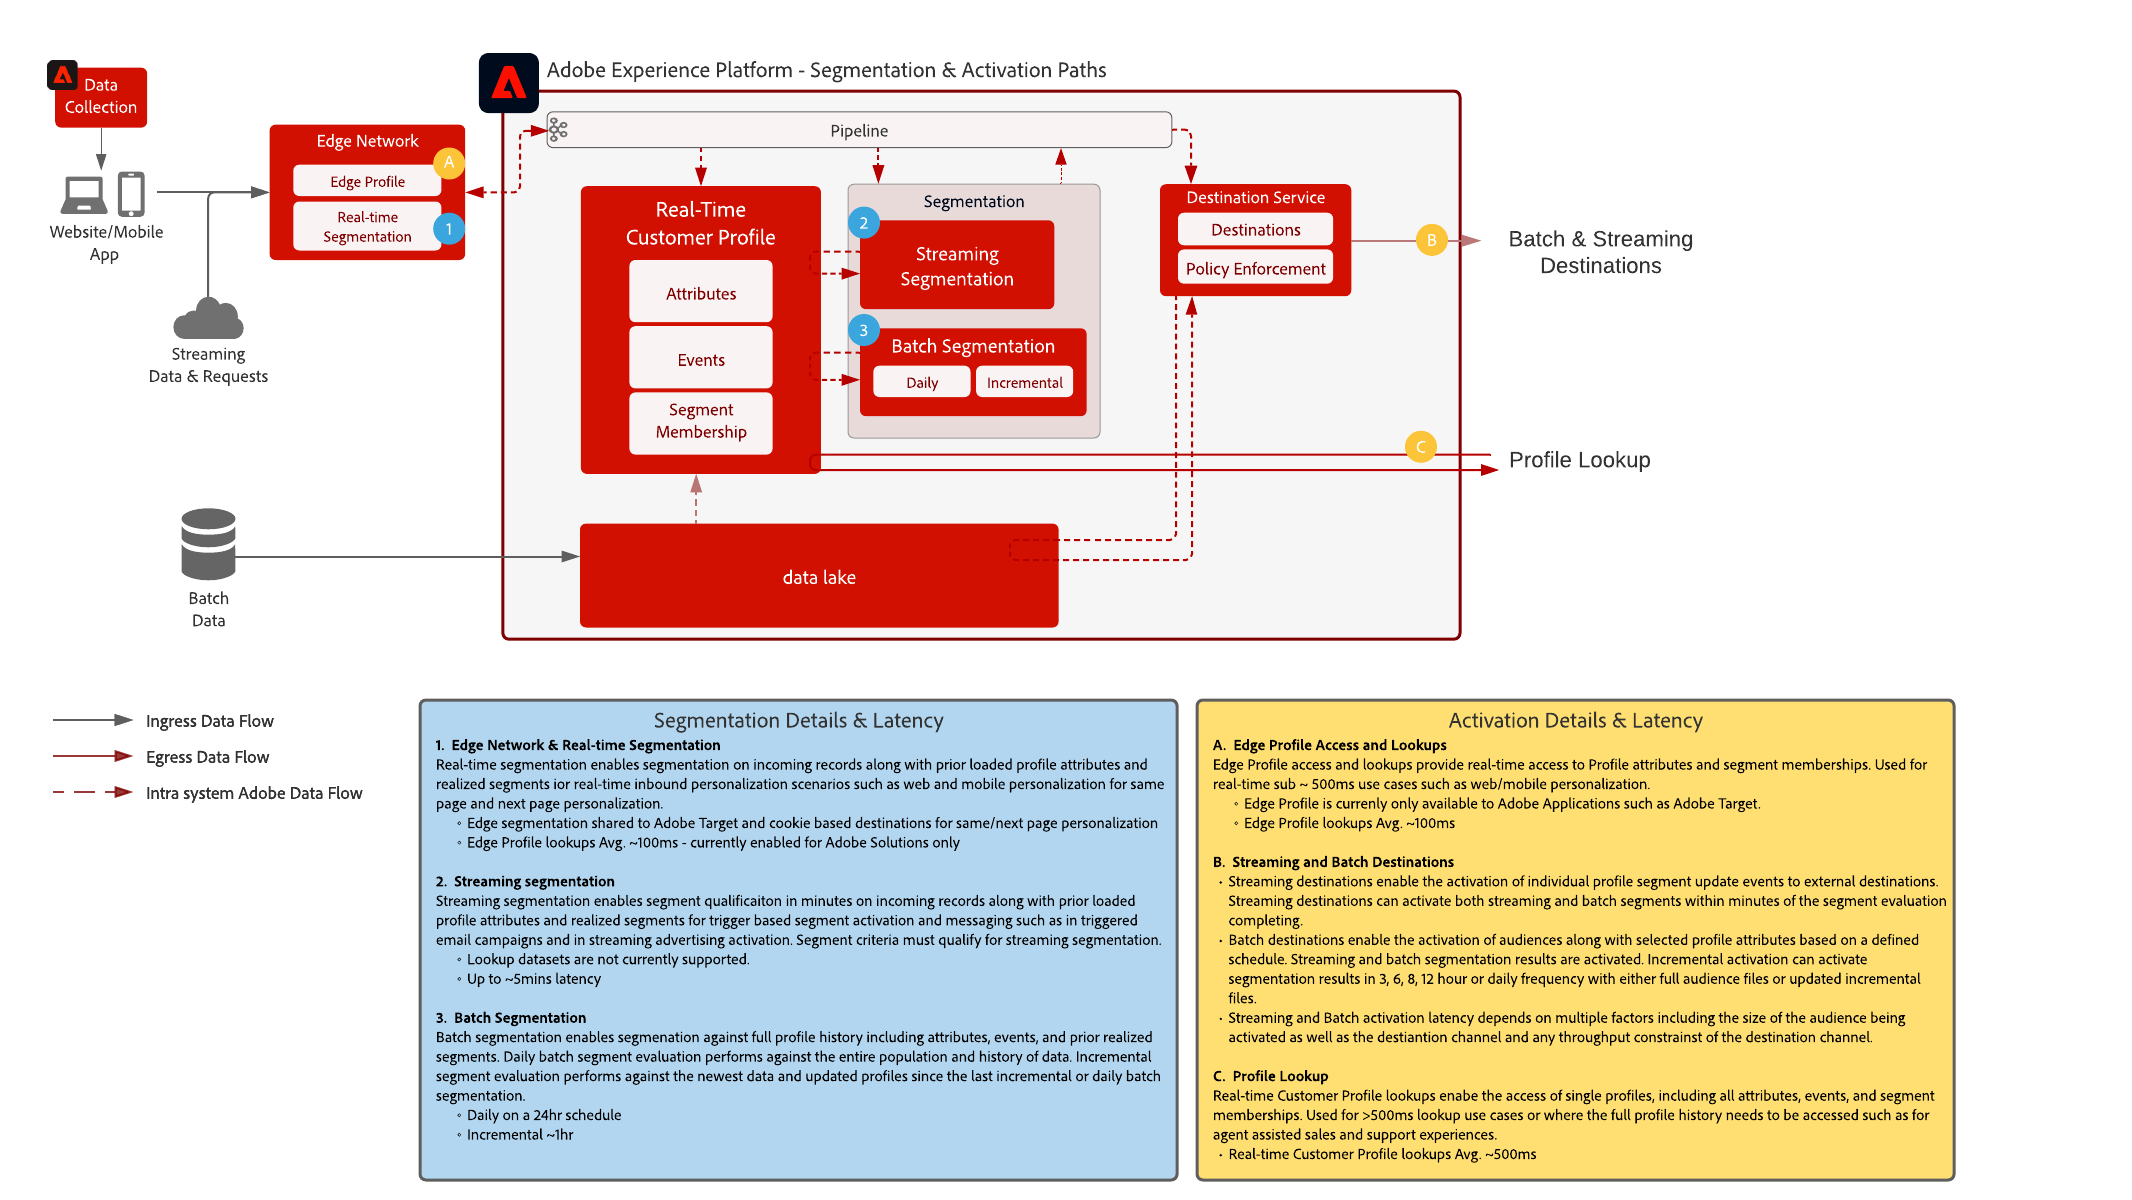 Adobe Experience Platform - Segmentation & Activation Paths
Data
Collection
Website/Mobile
App
Streaming
Data & Requests
Batch
Data
Edge Network
Edge Profile
A
Real-time
Segmentation
1
Pipeline
Real-Time
Customer Profile
Attributes
Events
Segment
Membership
Segmentation
2
Streaming
Segmentation
3
Batch Segmentation
Daily
Incremental
Destination Service
Destinations
Policy Enforcement
B
Batch & Streaming
Destinations
C
Profile Lookup
data lake
Ingress Data Flow
Egress Data Flow
Intra system Adobe Data Flow
Segmentation Details & Latency
1. Edge Network & Real-time Segmentation
Real-time segmentation enables segmentation on incoming records along with prior loaded profile attributes and
realized segments ior real-time inbound personalization scenarios such as web and mobile personalization for same
page and next page personalization.
◦ Edge segmentation shared to Adobe Target and cookie based destinations for same/next page personalization
◦ Edge Profile lookups Avg. ~100ms - currently enabled for Adobe Solutions only
2. Streaming segmentation
Streaming segmentation enables segment qualificaiton in minutes on incoming records along with prior loaded
profile attributes and realized segments for trigger based segment activation and messaging such as in triggered
email campaigns and in streaming advertising activation. Segment criteria must qualify for streaming segmentation.
◦ Lookup datasets are not currently supported.
◦ Up to ~5mins latency
3. Batch Segmentation
Batch segmentation enables segmenation against full profile history including attributes, events, and prior realized
segments. Daily batch segment evaluation performs against the entire population and history of data. Incremental
segment evaluation performs against the newest data and updated profiles since the last incremental or daily batch
segmentation.
◦ Daily on a 24hr schedule
◦ Incremental ~1hr
Activation Details & Latency
A. Edge Profile Access and Lookups
Edge Profile access and lookups provide real-time access to Profile attributes and segment memberships. Used for
real-time sub ~ 500ms use cases such as web/mobile personalization.
◦ Edge Profile is currently only available to Adobe Applications such as Adobe Target.
◦ Edge Profile lookups Avg. ~100ms
B. Streaming and Batch Destinations
• Streaming destinations enable the activation of individual profile segment update events to external destinations.
Streaming destinations can activate both streaming and batch segments within minutes of the segment evaluation
completing.
• Batch destinations enable the activation of audiences along with selected profile attributes based on a defined
schedule. Streaming and batch segmentation results are activated. Incremental activation can activate
segmentation results in 3, 6, 8, 12 hour or daily frequency with either full audience files or updated incremental
files.
• Streaming and Batch activation latency depends on multiple factors including the size of the audience being
activated as well as the destiantion channel and any throughput constrainst of the destination channel.
C. Profile Lookup
Real-time Customer Profile lookups enabe the access of single profiles, including all attributes, events, and segment
memberships. Used for >500ms lookup use cases or where the full profile history needs to be accessed such as for
agent assisted sales and support experiences.
• Real-time Customer Profile lookups Avg. ~500ms